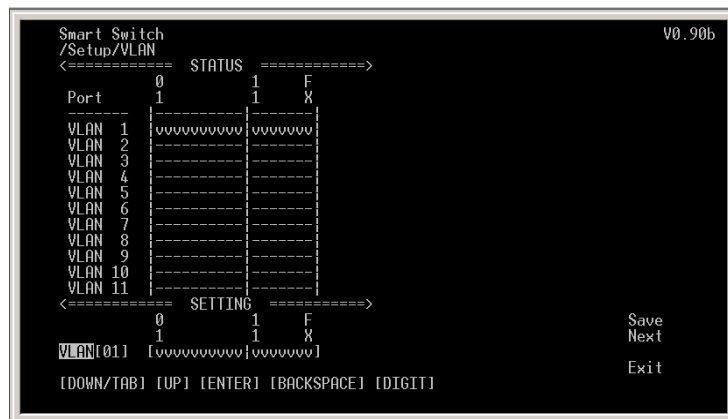 Smart Switch V0.90b
/Setup/VLAN
<============ STATUS ============>
0 1 F
Port 1 1 X
------- |----------|-------|
VLAN 1 |vvvvvvvvvv|vvvvvvv|
VLAN 2 |----------|-------|
VLAN 3 |----------|-------|
VLAN 4 |----------|-------|
VLAN 5 |----------|-------|
VLAN 6 |----------|-------|
VLAN 7 |----------|-------|
VLAN 8 |----------|-------|
VLAN 9 |----------|-------|
VLAN 10 |----------|-------|
VLAN 11 |----------|-------|
<============ SETTING ===========>
0 1 F Save
1 1 X Next
VLAN[01] [vvvvvvvvvv|vvvvvvv]
Exit
[DOWN/TAB] [UP] [ENTER] [BACKSPACE] [DIGIT]